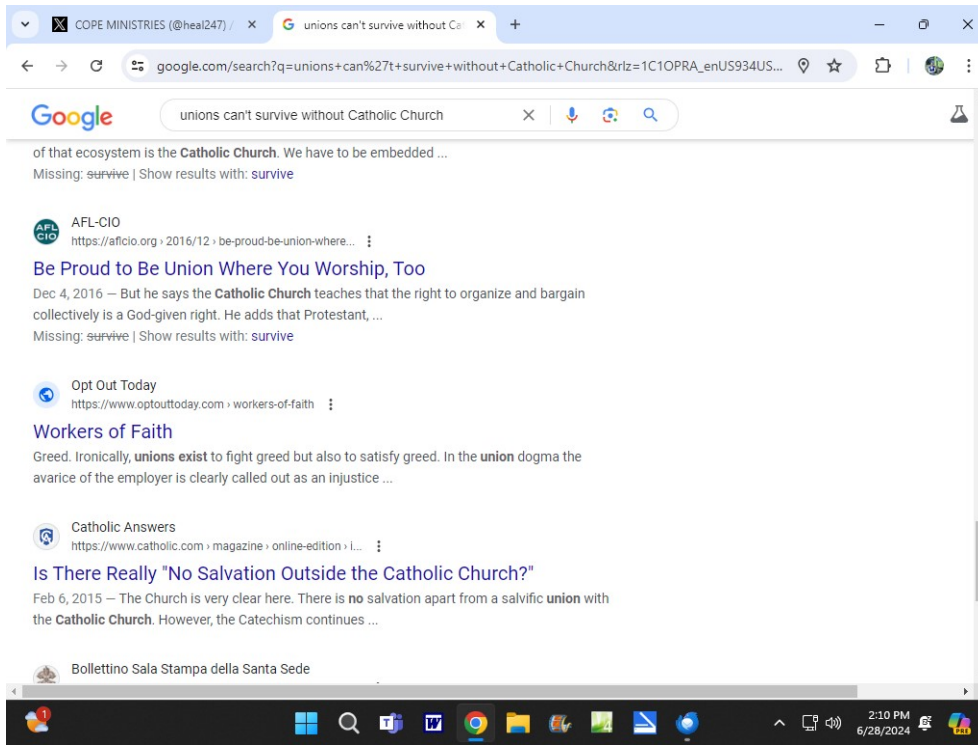 COPE MINISTRIES (@heal247) /
unions can't survive without Ca
google.com/search?q=unions+can%27t+survive+without+Catholic+Church&rlz=1C1OPRA_enUS934US...
Google
unions can't survive without Catholic Church
of that ecosystem is the Catholic Church. We have to be embedded ...
Missing: survive | Show results with: survive
AFL-CIO
AFL CIO
https://aflcio.org › 2016/12 › be-proud-be-union-where...
Be Proud to Be Union Where You Worship, Too
Dec 4, 2016 — But he says the Catholic Church teaches that the right to organize and bargain
collectively is a God-given right. He adds that Protestant, ...
Missing: survive | Show results with: survive
Opt Out Today
https://www.optouttoday.com › workers-of-faith
Workers of Faith
Greed. Ironically, unions exist to fight greed but also to satisfy greed. In the union dogma the
avarice of the employer is clearly called out as an injustice ...
Catholic Answers
https://www.catholic.com › magazine › online-edition › i...
Is There Really "No Salvation Outside the Catholic Church?"
Feb 6, 2015 — The Church is very clear here. There is no salvation apart from a salvific union with
the Catholic Church. However, the Catechism continues ...
Bollettino Sala Stampa della Santa Sede
1
2:10 PM
6/28/2024
PRE